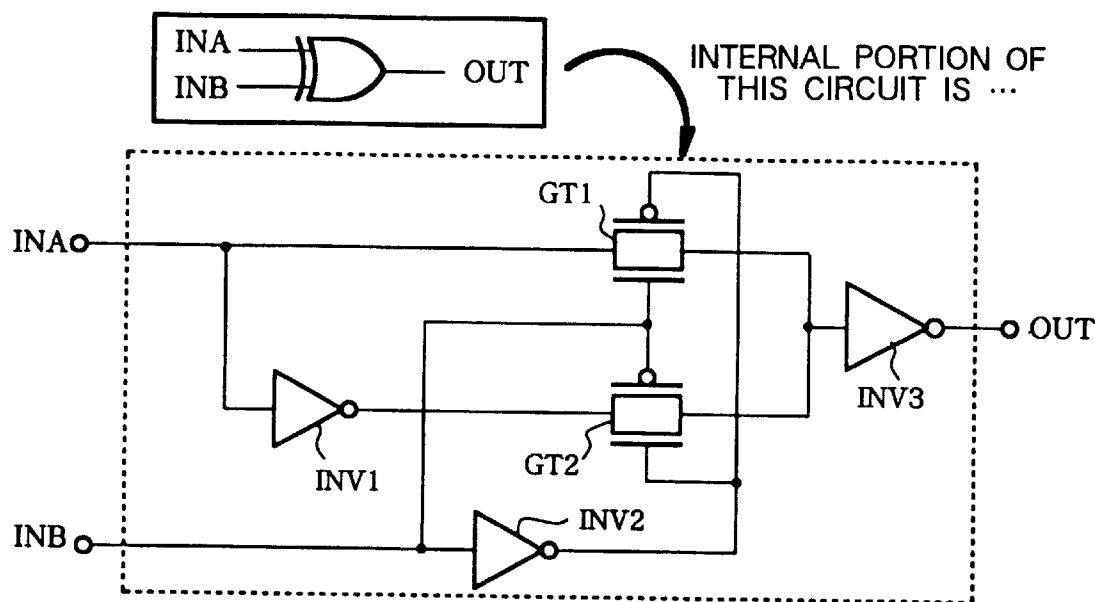 INA
INB
OUT
INTERNAL PORTION OF
THIS CIRCUIT IS ...
GT1
INA
OUT
INV3
INV1
GT2
INV2
INB